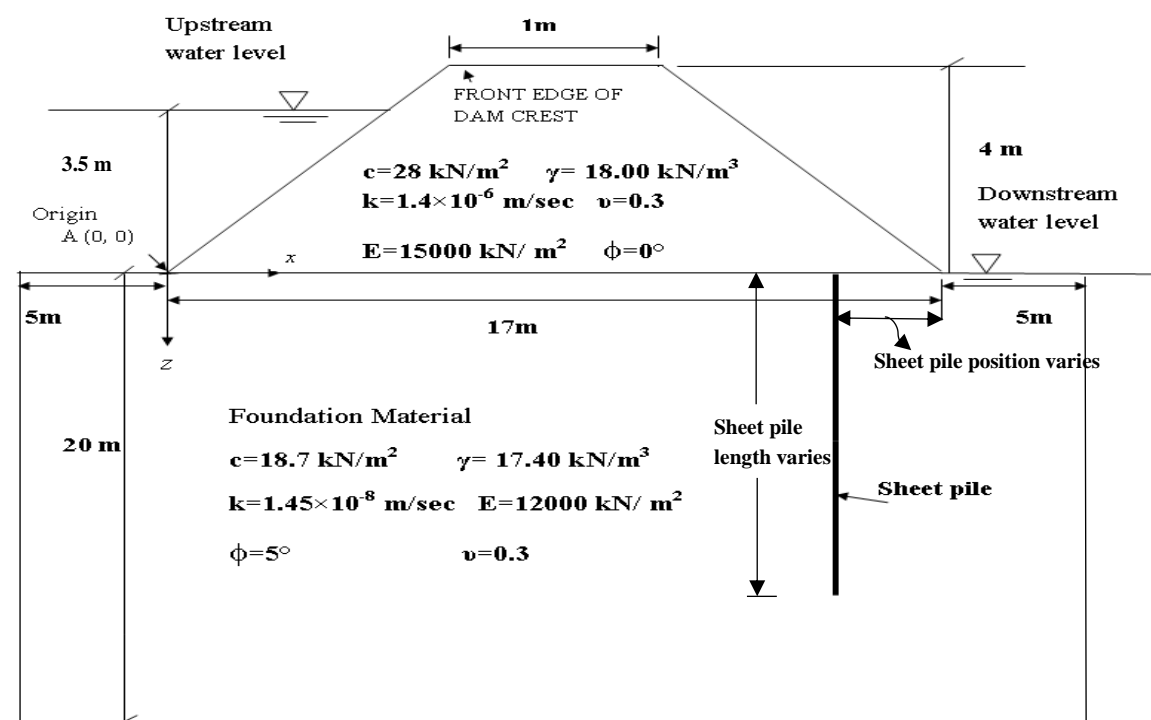 Upstream
water level
1m
FRONT EDGE OF
DAM CREST
3.5 m
4 m
c=28 kN/m² γ= 18.00 kN/m³
k=1.4×10⁻⁶ m/sec υ=0.3
Downstream
water level
Origin
A (0, 0)
E=15000 kN/ m² ϕ=0°
x
5m
17m
5m
z
Sheet pile position varies
Foundation Material
20 m
Sheet pile
length varies
c=18.7 kN/m² γ= 17.40 kN/m³
k=1.45×10⁻⁸ m/sec E=12000 kN/ m²
Sheet pile
ϕ=5° υ=0.3